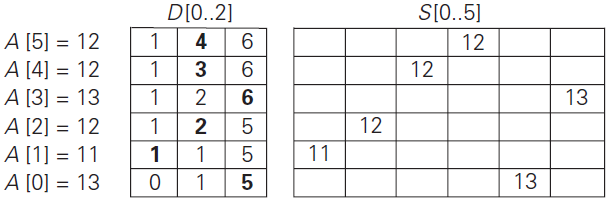 D[0..2] S[0..5]
A [5] = 12 1 4 6 12
A [4] = 12 1 3 6 12
A [3] = 13 1 2 6 13
A [2] = 12 1 2 5 12
A [1] = 11 1 1 5 11
A [0] = 13 0 1 5 13